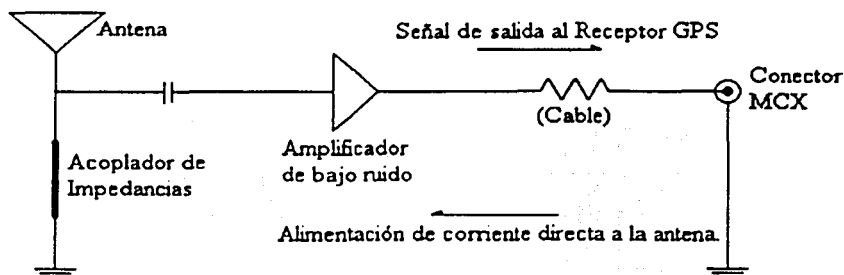 Antena
Señal de salida al Receptor GPS
Conector
MCX
(Cable)
Amplificador
de bajo ruido
Acoplador de
Impedancias
Alimentación de corriente directa a la antena.